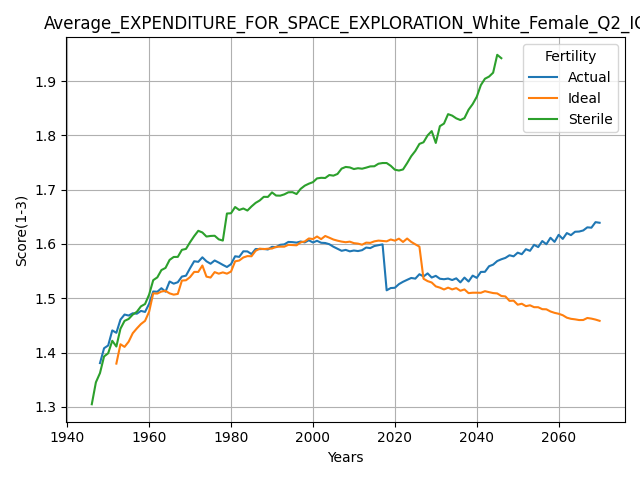 Average_EXPENDITURE_FOR_SPACE_EXPLORATION_White_Female_Q2_IQ
Fertility
Actual
Ideal
Sterile
Score(1-3)
1.9
1.8
1.7
1.6
1.5
1.4
1.3
1940
1960
1980
2000
2020
2040
2060
Years